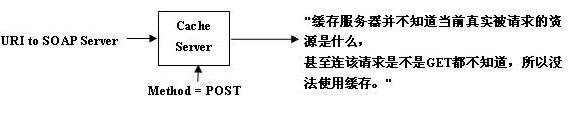 URI to SOAP Server
Cache
Server
Method = POST
"缓存服务器并不知道当前真实被请求的资
源是什么，
甚至连该请求是不是GET都不知道，所以没
法使用缓存。"